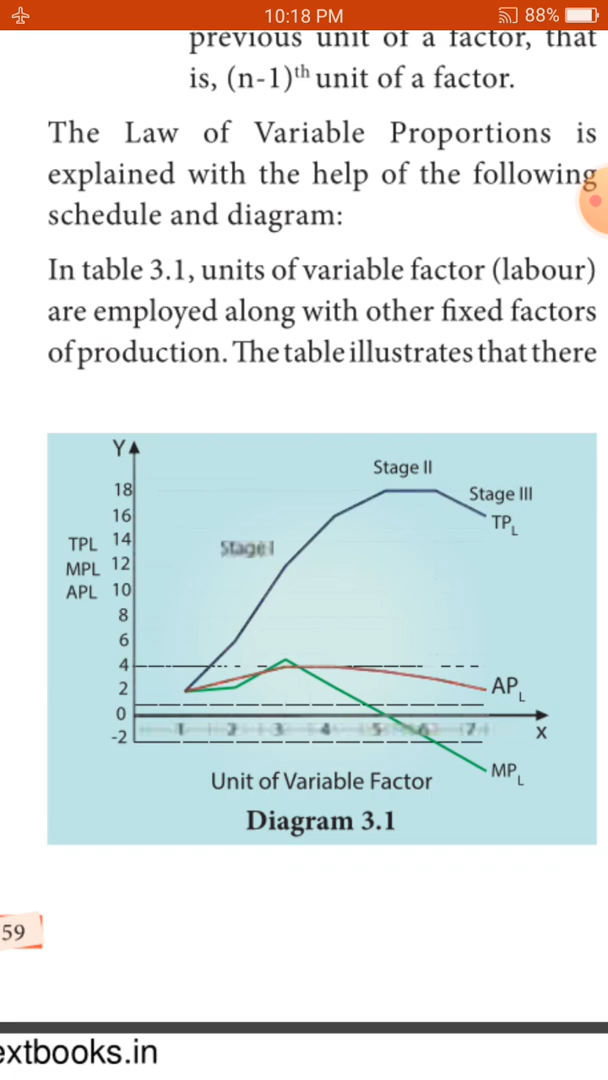 10:18 PM
88%
previous unit of a factor, that
is, (n-1)th unit of a factor.
The Law of Variable Proportions is
explained with the help of the following
schedule and diagram:
In table 3.1, units of variable factor (labour)
are employed along with other fixed factors
of production. The table illustrates that there
Y
Stage II
18
Stage III
16
TPL
TPL 14
Stage I
MPL 12
APL 10
8
6
4
2
APL
0
1 2 3 4 5 6 7
-2
X
MPL
Unit of Variable Factor
Diagram 3.1
59
extbooks.in